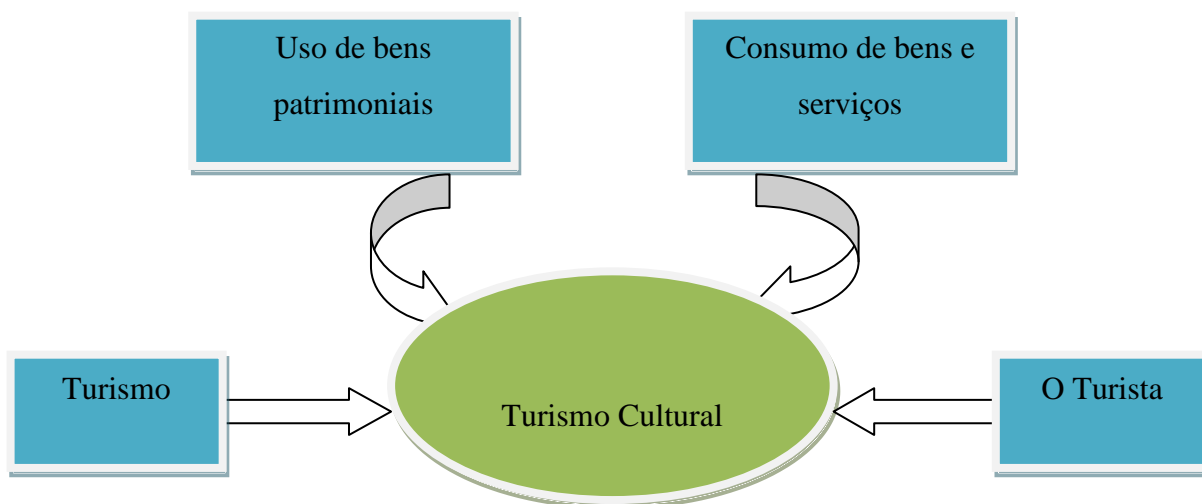 Uso de bens
patrimoniais
Consumo de bens e
serviços
Turismo
Turismo Cultural
O Turista